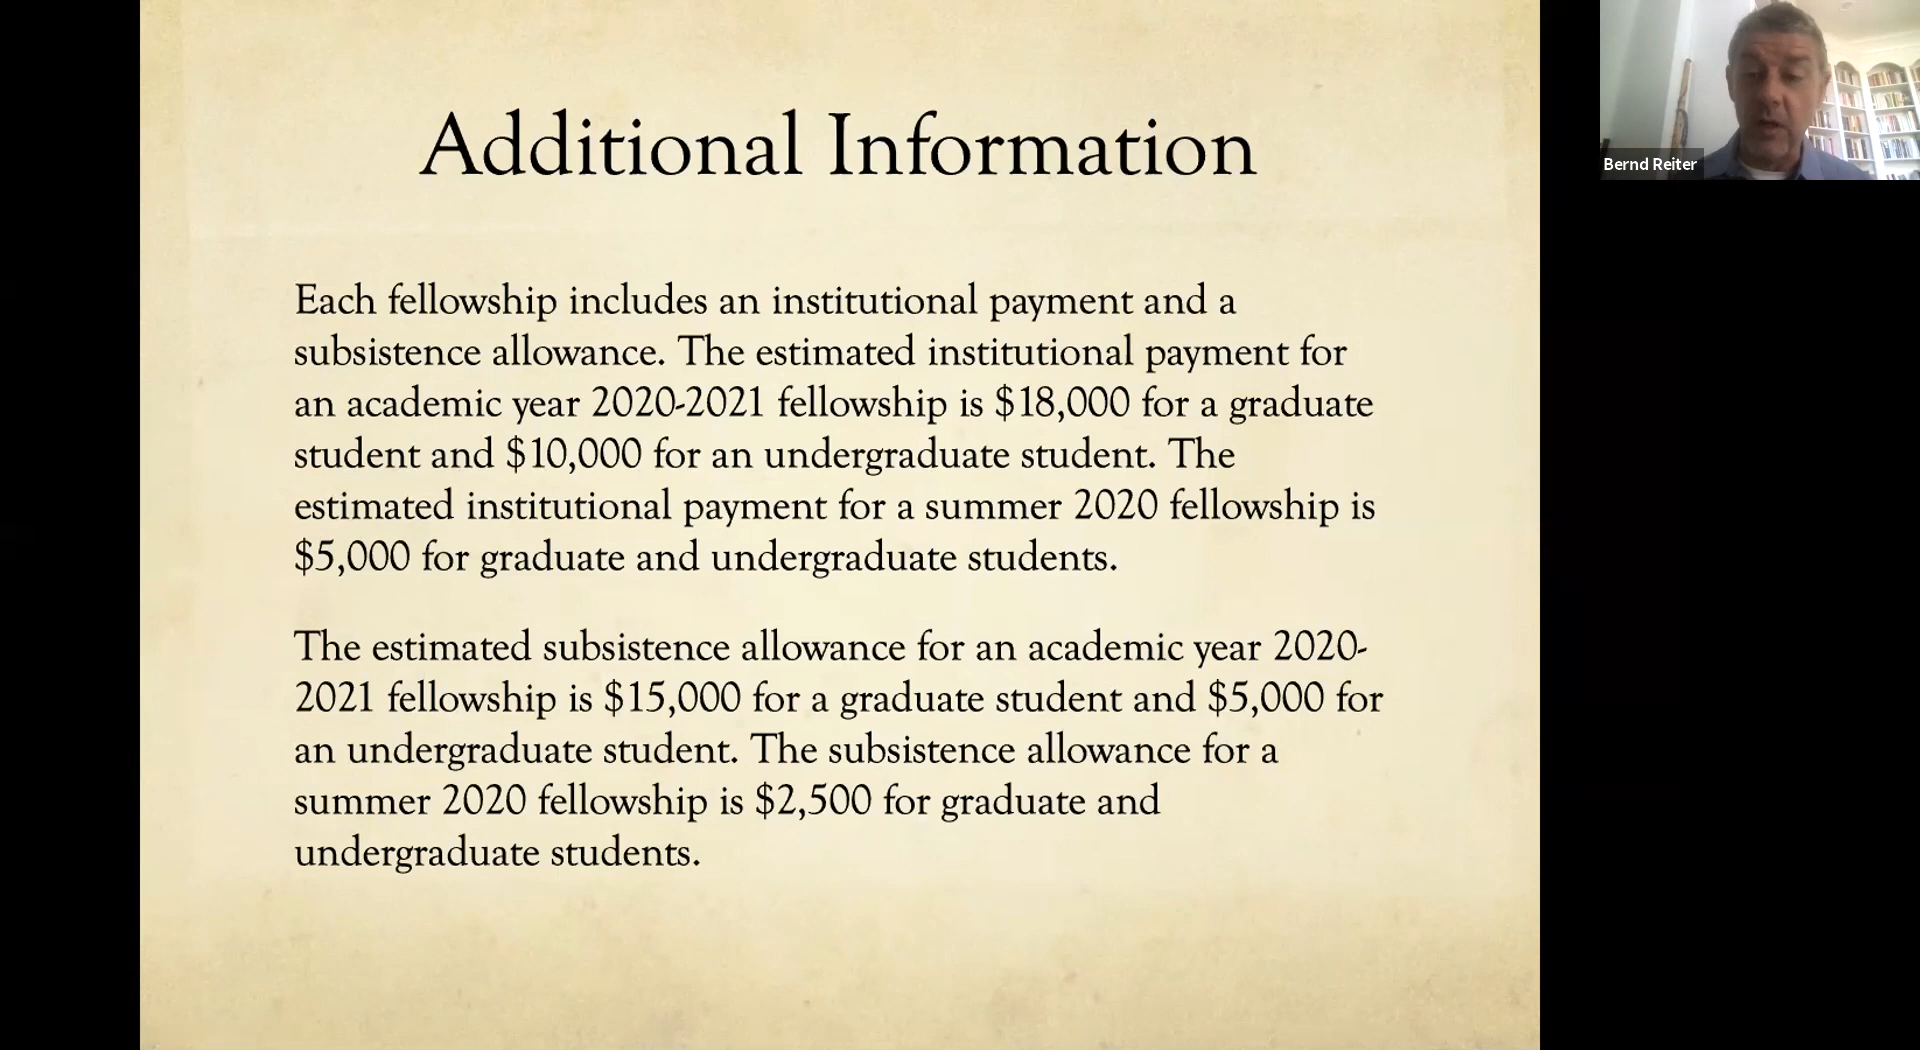 Additional Information
Each fellowship includes an institutional payment and a
subsistence allowance. The estimated institutional payment for
an academic year 2020-2021 fellowship is $18,000 for a graduate
student and $10,000 for an undergraduate student. The
estimated institutional payment for a summer 2020 fellowship is
$5,000 for graduate and undergraduate students.
The estimated subsistence allowance for an academic year 2020-
2021 fellowship is $15,000 for a graduate student and $5,000 for
an undergraduate student. The subsistence allowance for a
summer 2020 fellowship is $2,500 for graduate and
undergraduate students.
Bernd Reiter